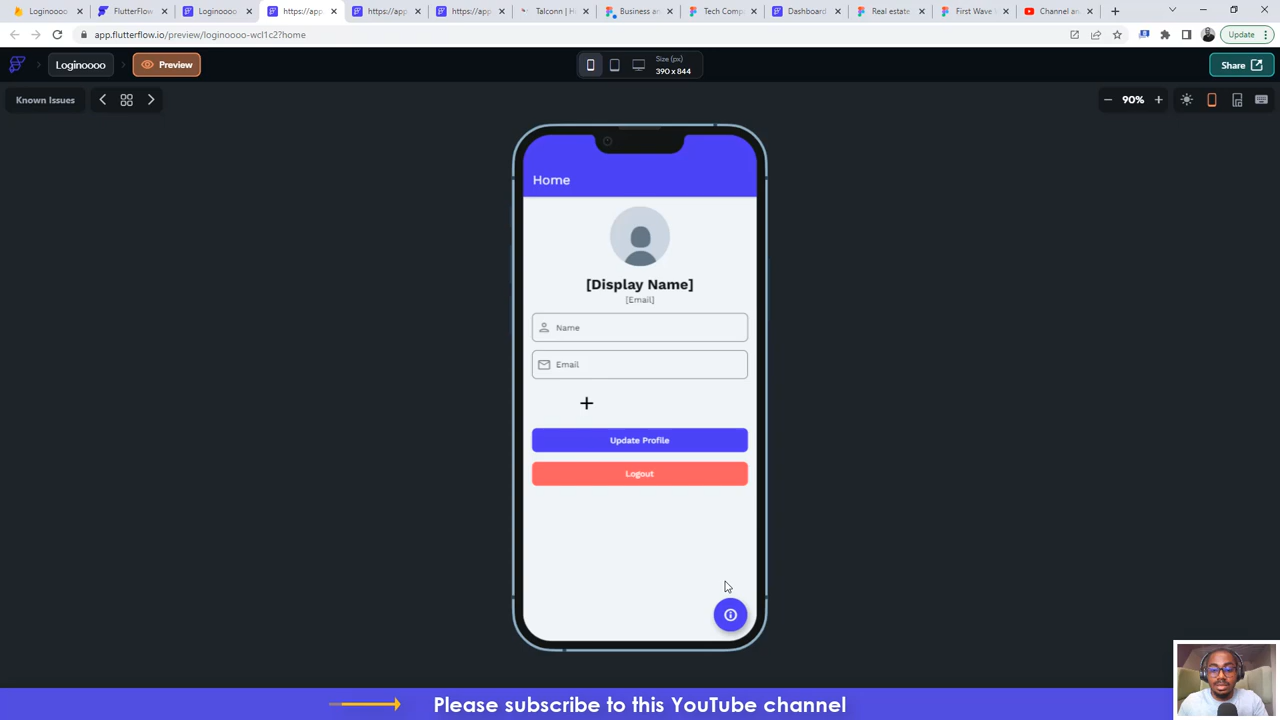 Loginoooo
FlutterFlow
Loginoooo
https://app
https://app
https://app
Talconn | H
Business an
Tech Comp
Dashboard
Real estate
First Wave
Channel an
app.flutterflow.io/preview/loginoooo-wcl1c2?home
Update
Loginoooo
Preview
Size (px)
390 x 844
Share
Known Issues
90%
Home
[Display Name]
[Email]
Name
Email
Update Profile
Logout
Please subscribe to this YouTube channel